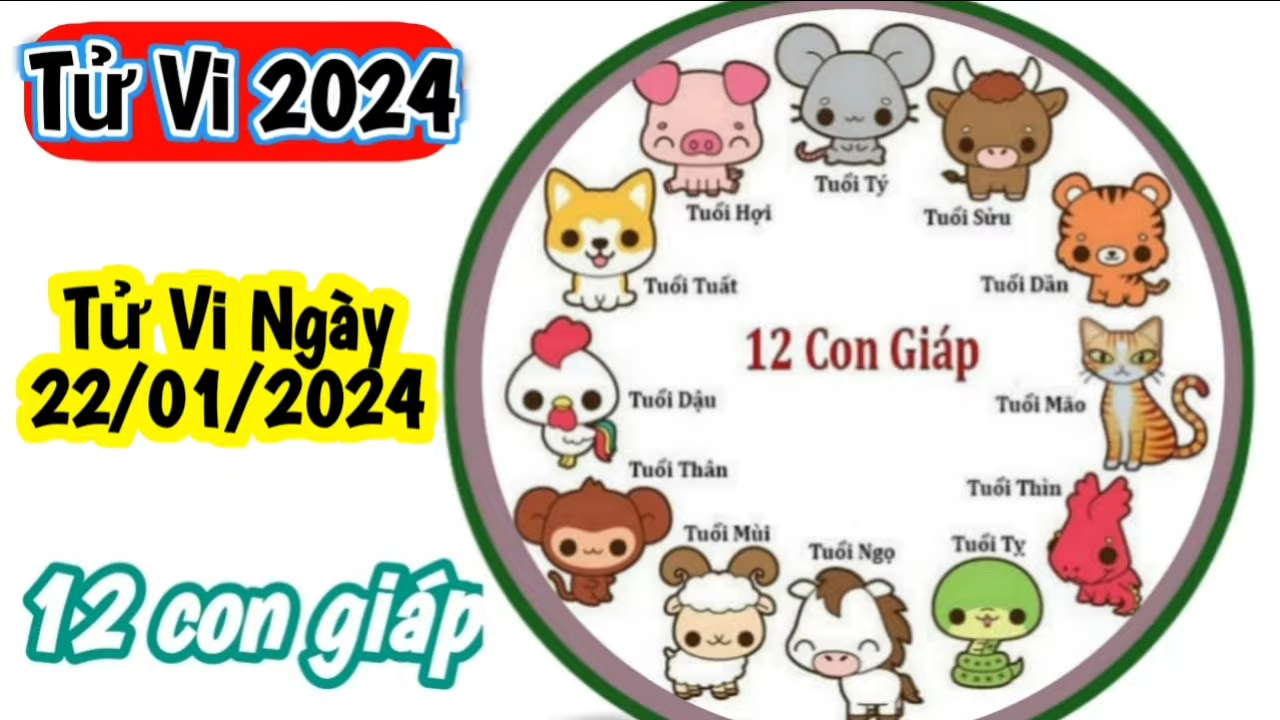 Tử Vi 2024
Tử Vi Ngày
22/01/2024
12 con giáp
Tuổi Tý
Tuổi Hợi
Tuổi Sửu
Tuổi Tuất
Tuổi Dần
12 Con Giáp
Tuổi Dậu
Tuổi Mão
Tuổi Thân
Tuổi Thìn
Tuổi Mùi
Tuổi Ngọ
Tuổi Tỵ